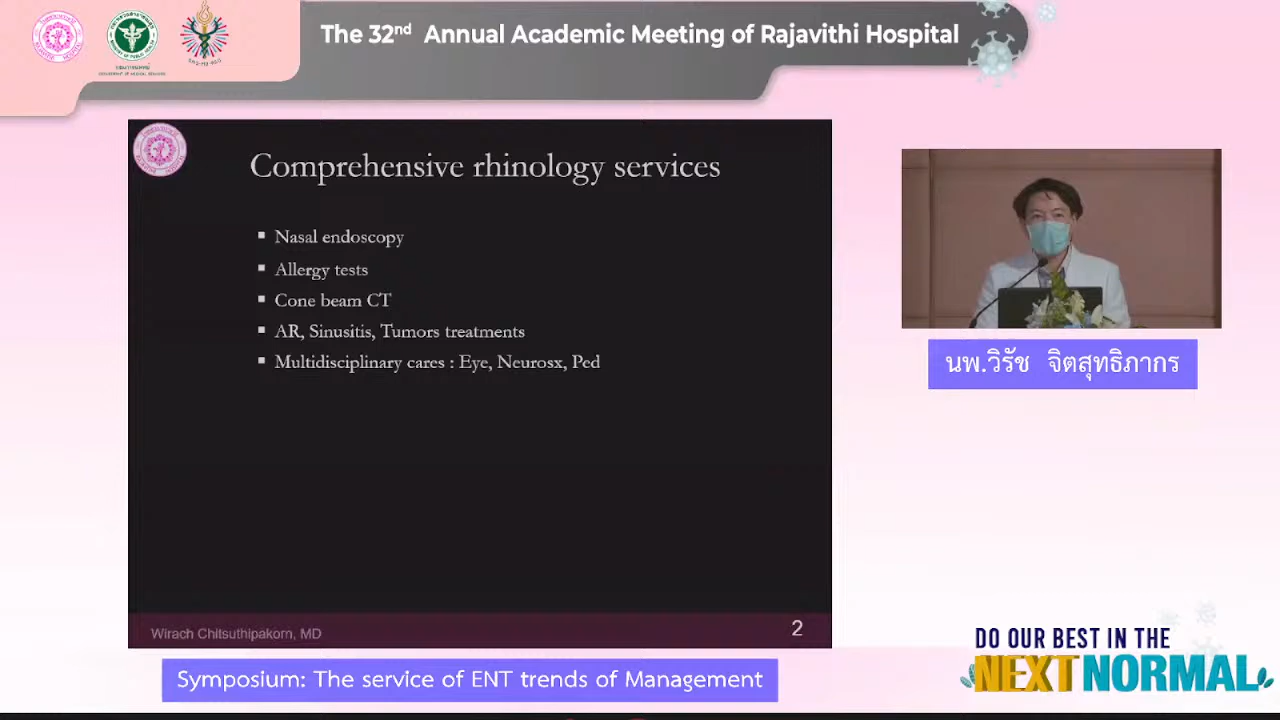 The 32nd Annual Academic Meeting of Rajavithi Hospital
Comprehensive rhinology services
▪ Nasal endoscopy
▪ Allergy tests
▪ Cone beam CT
▪ AR, Sinusitis, Tumors treatments
▪ Multidisciplinary cares : Eye, Neurosx, Ped
Wirach Chitsuthipakorn, MD
2
นพ.วิรัช จิตสุทธิภากร
Symposium: The service of ENT trends of Management
DO OUR BEST IN THE
NEXT NORMAL